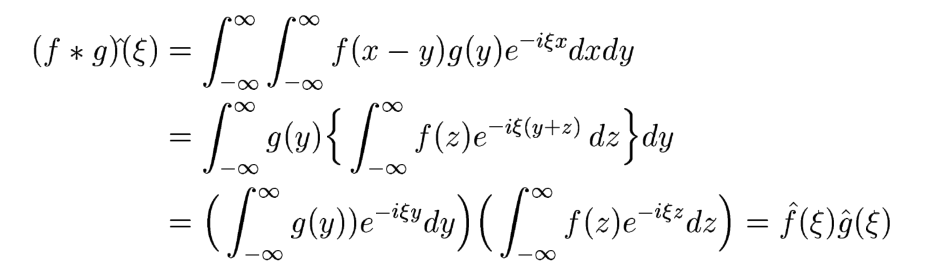 (f ∗ g)^(ξ) = ∫_{−∞}^{∞} ∫_{−∞}^{∞} f(x − y)g(y)e^{−iξx}dxdy
= ∫_{−∞}^{∞} g(y){ ∫_{−∞}^{∞} f(z)e^{−iξ(y+z)} dz}dy
= ( ∫_{−∞}^{∞} g(y))e^{−iξy}dy)( ∫_{−∞}^{∞} f(z)e^{−iξz}dz) = f̂(ξ)ĝ(ξ)